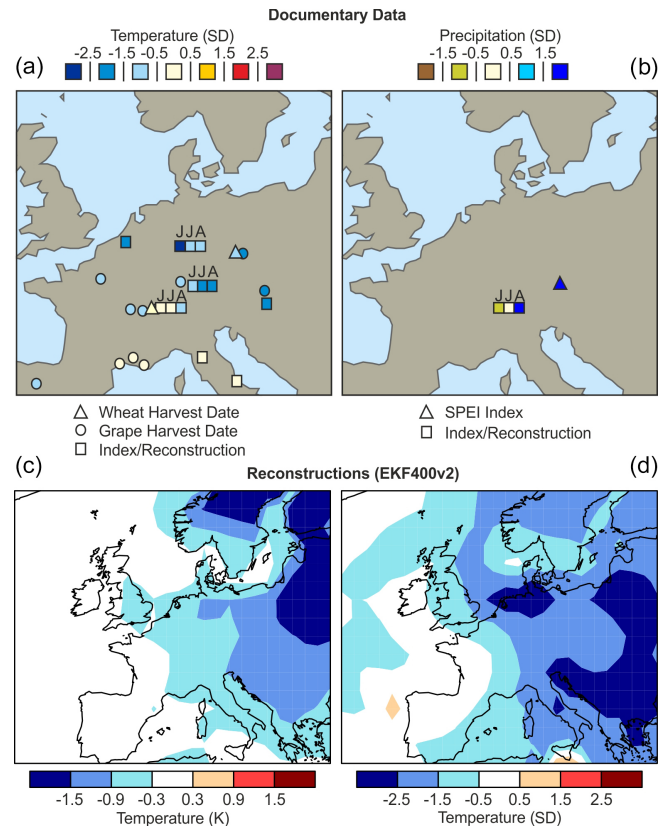 Documentary Data
(a) Temperature (SD)
-2.5 -1.5 -0.5 0.5 1.5 2.5
Precipitation (SD) (b)
-1.5 -0.5 0.5 1.5
JJA
JJA
JJA
JJA
△ Wheat Harvest Date
○ Grape Harvest Date
□ Index/Reconstruction
△ SPEI Index
□ Index/Reconstruction
(c) Reconstructions (EKF400v2) (d)
-1.5 -0.9 -0.3 0.3 0.9 1.5
Temperature (K)
-2.5 -1.5 -0.5 0.5 1.5 2.5
Temperature (SD)